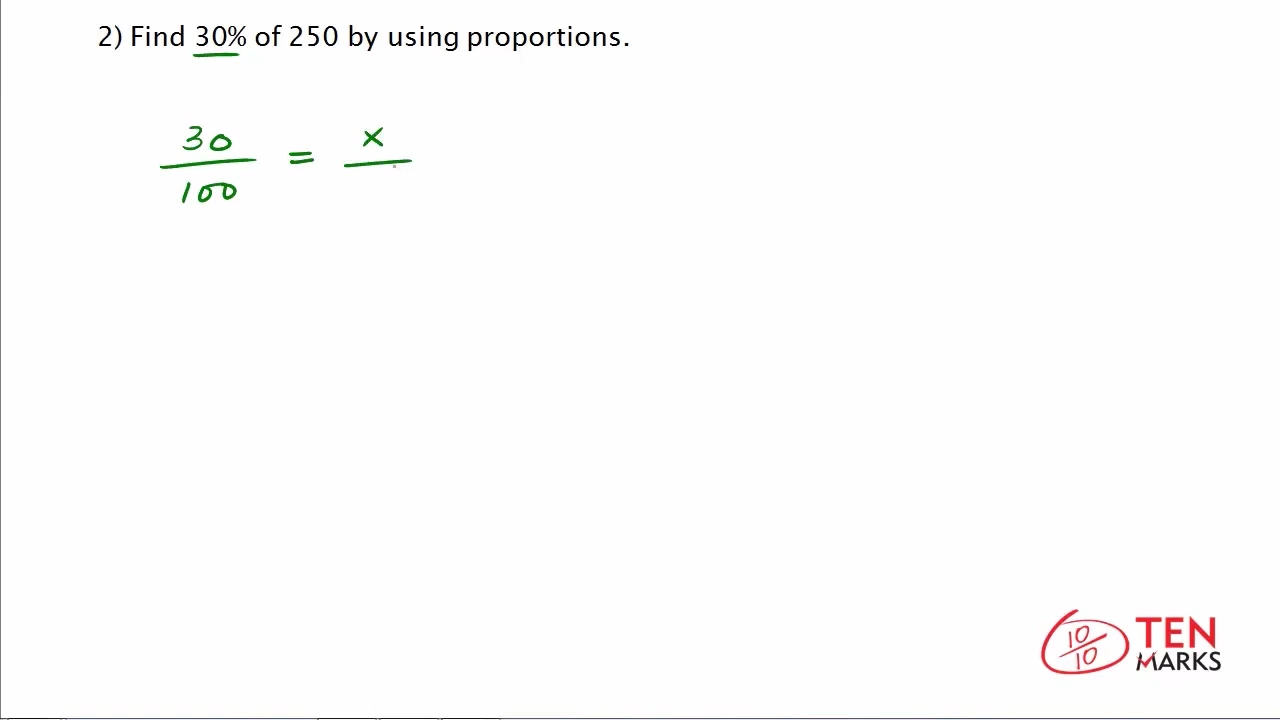 2) Find 30% of 250 by using proportions.
30 = x
100
10
10
TEN
MARKS